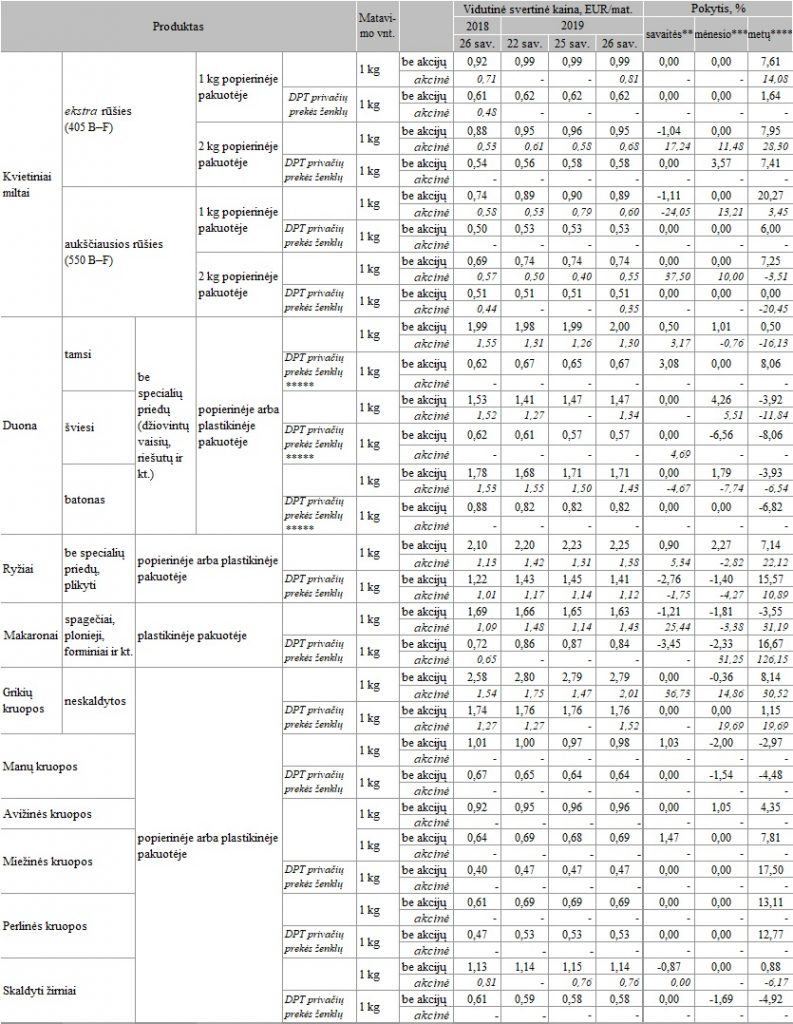 Produktas Matavi- Vidutinė svertinė kaina, EUR/mat. Pokytis, %
mo vnt. 2018 2019 savaitės** mėnesio*** metų****
26 sav. 22 sav. 25 sav. 26 sav.
Kvietiniai miltai
ekstra rūšies
(405 B–F)
1 kg popierinėje
pakuotėje
1 kg be akcijų 0,92 0,99 0,99 0,99 0,00 0,00 7,61
akcinė 0,71 - - 0,81 - - 14,08
DPT privačių
prekės ženklų
1 kg be akcijų 0,61 0,62 0,62 0,62 0,00 0,00 1,64
akcinė 0,48 - - - - - -
2 kg popierinėje
pakuotėje
1 kg be akcijų 0,88 0,95 0,96 0,95 -1,04 0,00 7,95
akcinė 0,53 0,61 0,58 0,68 17,24 11,48 28,30
DPT privačių
prekės ženklų
1 kg be akcijų 0,54 0,56 0,58 0,58 0,00 3,57 7,41
akcinė - - - - - - -
aukščiausios rūšies
(550 B–F)
1 kg popierinėje
pakuotėje
1 kg be akcijų 0,74 0,89 0,90 0,89 -1,11 0,00 20,27
akcinė 0,58 0,53 0,79 0,60 -24,05 13,21 3,45
DPT privačių
prekės ženklų
1 kg be akcijų 0,50 0,53 0,53 0,53 0,00 0,00 6,00
akcinė - - - - - - -
2 kg popierinėje
pakuotėje
1 kg be akcijų 0,69 0,74 0,74 0,74 0,00 0,00 7,25
akcinė 0,57 0,50 0,40 0,55 37,50 10,00 -3,51
DPT privačių
prekės ženklų
1 kg be akcijų 0,51 0,51 0,51 0,51 0,00 0,00 0,00
akcinė 0,44 - - 0,35 - - -20,45
Duona
be
specialių
priedų
(džiovintų
vaisių,
riešutų ir
kt.)
popierinėje arba
plastikinėje
pakuotėje
tamsi
1 kg be akcijų 1,99 1,98 1,99 2,00 0,50 1,01 0,50
akcinė 1,55 1,31 1,26 1,30 3,17 -0,76 -16,13
DPT privačių
prekės ženklų
*****
1 kg be akcijų 0,62 0,67 0,65 0,67 3,08 0,00 8,06
akcinė - - - - - - -
šviesi
1 kg be akcijų 1,53 1,41 1,47 1,47 0,00 4,26 -3,92
akcinė 1,52 1,27 - 1,34 - 5,51 -11,84
DPT privačių
prekės ženklų
*****
1 kg be akcijų 0,62 0,61 0,57 0,57 0,00 -6,56 -8,06
akcinė - - - - 4,69 - -
batonas
1 kg be akcijų 1,78 1,68 1,71 1,71 0,00 1,79 -3,93
akcinė 1,53 1,55 1,50 1,43 -4,67 -7,74 -6,54
DPT privačių
prekės ženklų
*****
1 kg be akcijų 0,88 0,82 0,82 0,82 0,00 0,00 -6,82
akcinė - - - - - - -
Ryžiai
be specialių
priedų,
plikyti
popierinėje arba plastikinėje
pakuotėje
1 kg be akcijų 2,10 2,20 2,23 2,25 0,90 2,27 7,14
akcinė 1,13 1,42 1,31 1,38 5,34 -2,82 22,12
DPT privačių
prekės ženklų
1 kg be akcijų 1,22 1,43 1,45 1,41 -2,76 -1,40 15,57
akcinė 1,01 1,17 1,14 1,12 -1,75 -4,27 10,89
Makaronai
spagečiai,
plonieji,
forminiai ir kt.
plastikinėje pakuotėje
1 kg be akcijų 1,69 1,66 1,65 1,63 -1,21 -1,81 -3,55
akcinė 1,09 1,48 1,14 1,43 25,44 -3,38 31,19
DPT privačių
prekės ženklų
1 kg be akcijų 0,72 0,86 0,87 0,84 -3,45 -2,33 16,67
akcinė 0,65 - - - - 31,25 126,15
Grikių
kruopos
neskaldytos
popierinėje arba plastikinėje
pakuotėje
1 kg be akcijų 2,58 2,80 2,79 2,79 0,00 -0,36 8,14
akcinė 1,54 1,75 1,47 2,01 36,73 14,86 30,52
DPT privačių
prekės ženklų
1 kg be akcijų 1,74 1,76 1,76 1,76 0,00 0,00 1,15
akcinė 1,27 1,27 - 1,52 - 19,69 19,69
Manų kruopos
1 kg be akcijų 1,01 1,00 0,97 0,98 1,03 -2,00 -2,97
akcinė - - - - - - -
DPT privačių
prekės ženklų
1 kg be akcijų 0,67 0,65 0,64 0,64 0,00 -1,54 -4,48
akcinė - - - - - - -
Avižinės kruopos
1 kg be akcijų 0,92 0,95 0,96 0,96 0,00 1,05 4,35
akcinė - - - - - - -
Miežinės kruopos
1 kg be akcijų 0,64 0,69 0,68 0,69 1,47 0,00 7,81
akcinė - - - - - - -
DPT privačių
prekės ženklų
1 kg be akcijų 0,40 0,47 0,47 0,47 0,00 0,00 17,50
akcinė - - - - - - -
Perlinės kruopos
1 kg be akcijų 0,61 0,69 0,69 0,69 0,00 0,00 13,11
akcinė - - - - - - -
DPT privačių
prekės ženklų
1 kg be akcijų 0,47 0,53 0,53 0,53 0,00 0,00 12,77
akcinė - - - - - - -
Skaldyti žirniai
1 kg be akcijų 1,13 1,14 1,15 1,14 -0,87 0,00 0,88
akcinė 0,81 - 0,76 0,76 0,00 - -6,17
DPT privačių
prekės ženklų
1 kg be akcijų 0,61 0,59 0,58 0,58 0,00 -1,69 -4,92
akcinė - - - - - - -